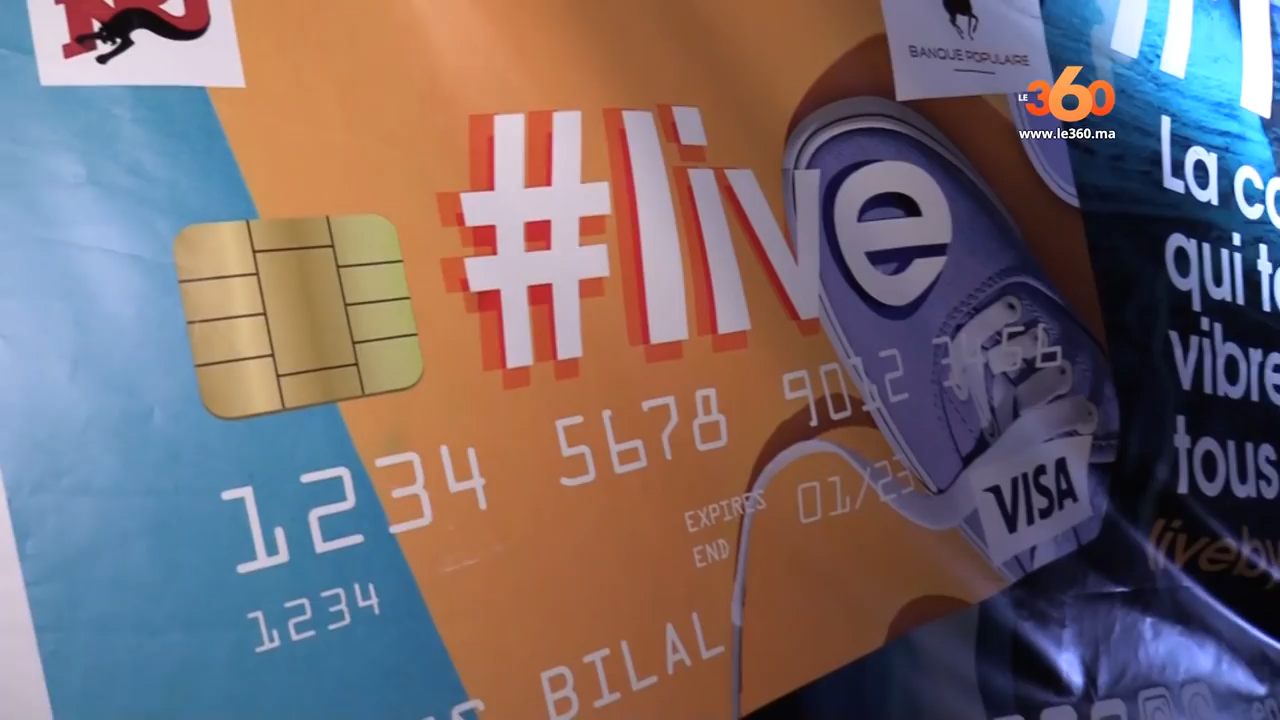 BANQUE POPULAIRE
LE 360
www.le360.ma
#live
1234 5678 9012 3456
EXPIRES
END
01/23
1234
BILAL
VISA
La
qui
vibre
tous